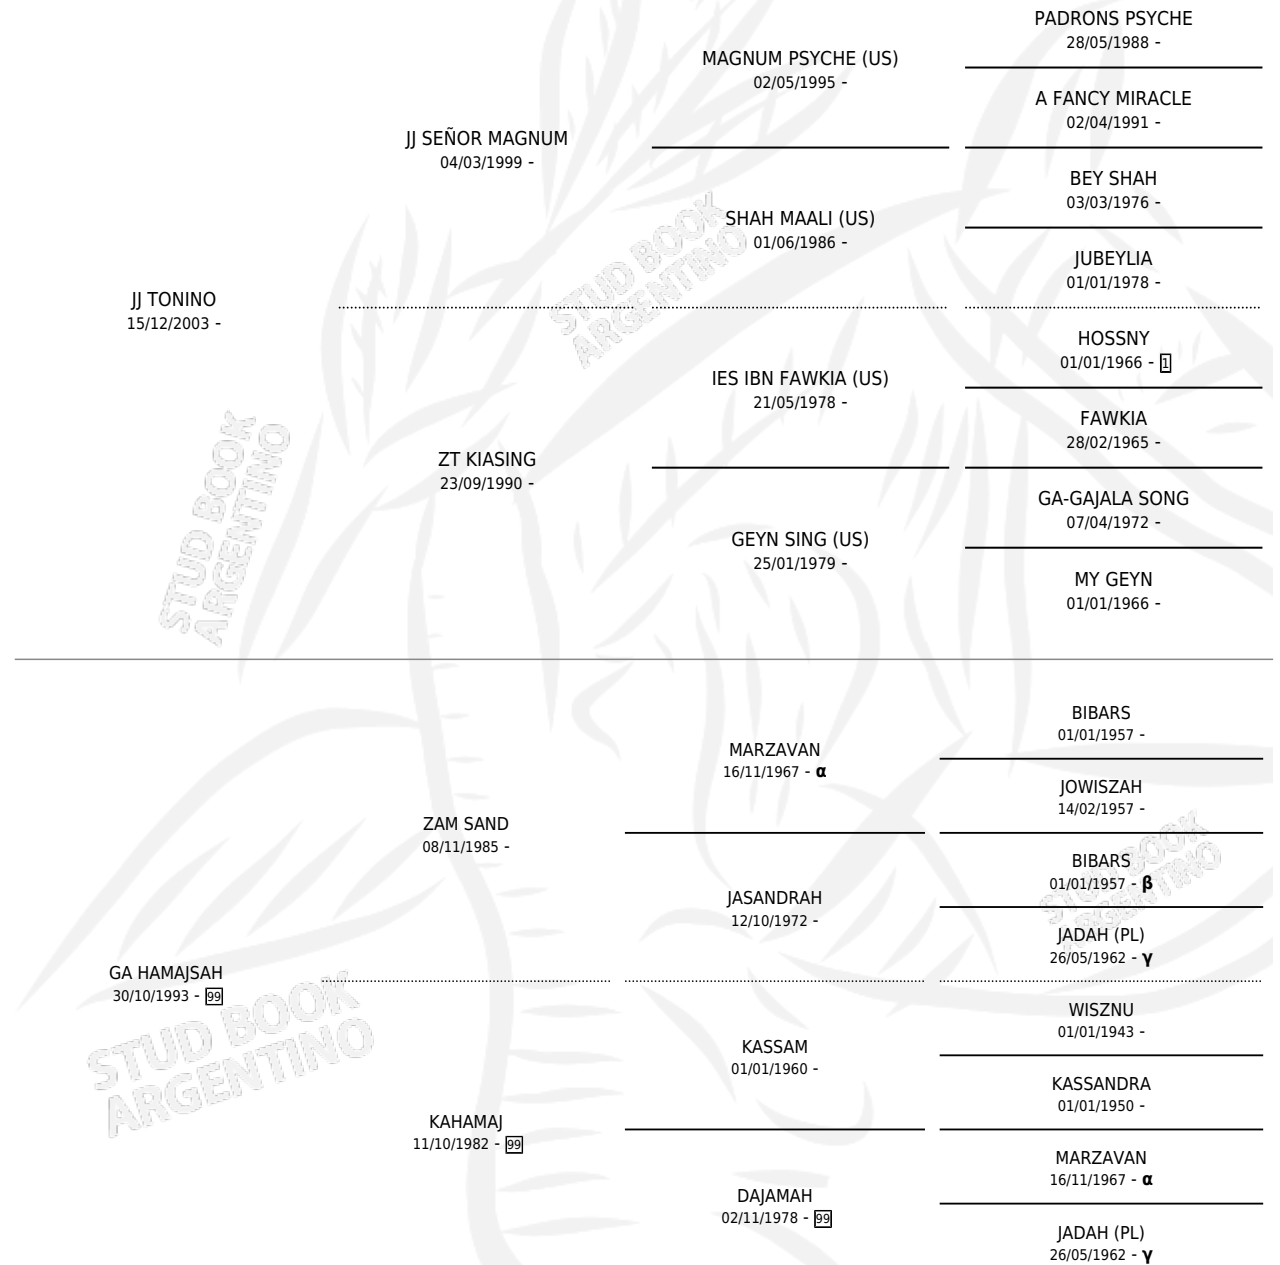 PADRONS PSYCHE
28/05/1988 -
MAGNUM PSYCHE (US)
02/05/1995 -
A FANCY MIRACLE
02/04/1991 -
JJ SEÑOR MAGNUM
04/03/1999 -
BEY SHAH
03/03/1976 -
SHAH MAALI (US)
01/06/1986 -
JUBEYLIA
01/01/1978 -
JJ TONINO
15/12/2003 -
HOSSNY
01/01/1966 - 1
IES IBN FAWKIA (US)
21/05/1978 -
FAWKIA
28/02/1965 -
ZT KIASING
23/09/1990 -
GA-GAJALA SONG
07/04/1972 -
GEYN SING (US)
25/01/1979 -
MY GEYN
01/01/1966 -
BIBARS
01/01/1957 -
MARZAVAN
16/11/1967 - α
JOWISZAH
14/02/1957 -
ZAM SAND
08/11/1985 -
BIBARS
01/01/1957 - β
JASANDRAH
12/10/1972 -
JADAH (PL)
26/05/1962 - γ
GA HAMAJSAH
30/10/1993 - 99
WISZNU
01/01/1943 -
KASSAM
01/01/1960 -
KASSANDRA
01/01/1950 -
KAHAMAJ
11/10/1982 - 99
MARZAVAN
16/11/1967 - α
DAJAMAH
02/11/1978 - 99
JADAH (PL)
26/05/1962 - γ
STUD BOOK
ARGENTINO
STUD BOOK
ARGENTINO
STUD BOOK
ARGENTINO
STUD BOOK
ARGENTINO